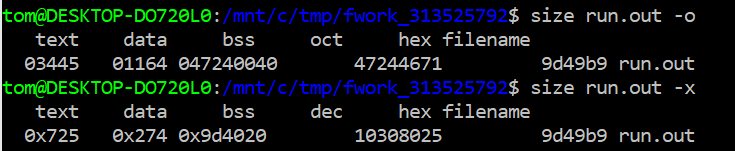 tom@DESKTOP-DO720L0:/mnt/c/tmp/fwork_313525792$ size run.out -o
text data bss oct hex filename
03445 01164 047240040 47244671 9d49b9 run.out
tom@DESKTOP-DO720L0:/mnt/c/tmp/fwork_313525792$ size run.out -x
text data bss dec hex filename
0x725 0x274 0x9d4020 10308025 9d49b9 run.out